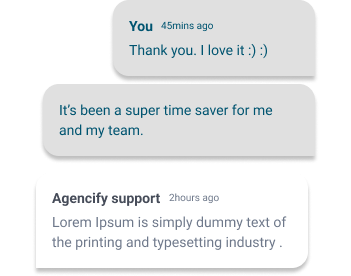 You 45mins ago
Thank you. I love it :) :)
It’s been a super time saver for me
and my team.
Agencify support 2hours ago
Lorem Ipsum is simply dummy text of
the printing and typesetting industry .